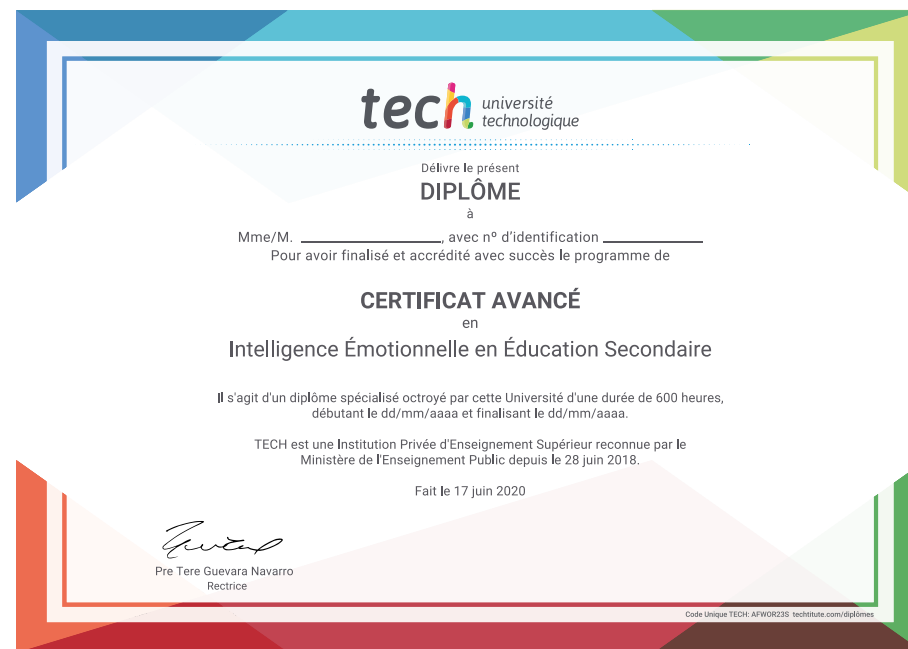 tech université
technologique
Délivre le présent
DIPLÔME
à
Mme/M. ____________________, avec nº d'identification ______________
Pour avoir finalisé et accrédité avec succès le programme de
CERTIFICAT AVANCÉ
en
Intelligence Émotionnelle en Éducation Secondaire
Il s'agit d'un diplôme spécialisé octroyé par cette Université d'une durée de 600 heures,
débutant le dd/mm/aaaa et finalisant le dd/mm/aaaa.
TECH est une Institution Privée d'Enseignement Supérieur reconnue par le
Ministère de l'Enseignement Public depuis le 28 juin 2018.
Fait le 17 juin 2020
Pre Tere Guevara Navarro
Rectrice
Code Unique TECH: AFWOR23S techtitute.com/diplômes